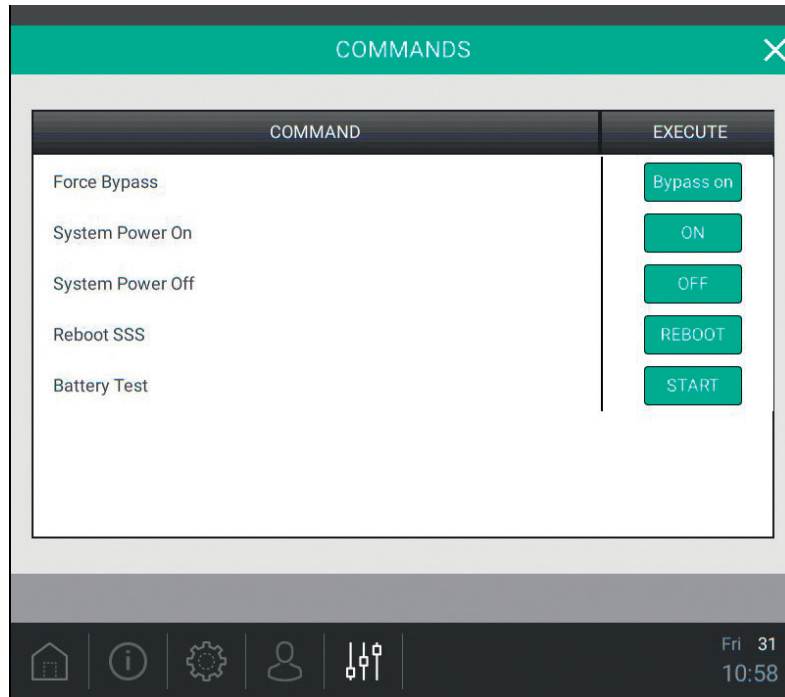 COMMANDS
COMMAND EXECUTE
Force Bypass Bypass on
System Power On ON
System Power Off OFF
Reboot SSS REBOOT
Battery Test START
Fri 31
10:58